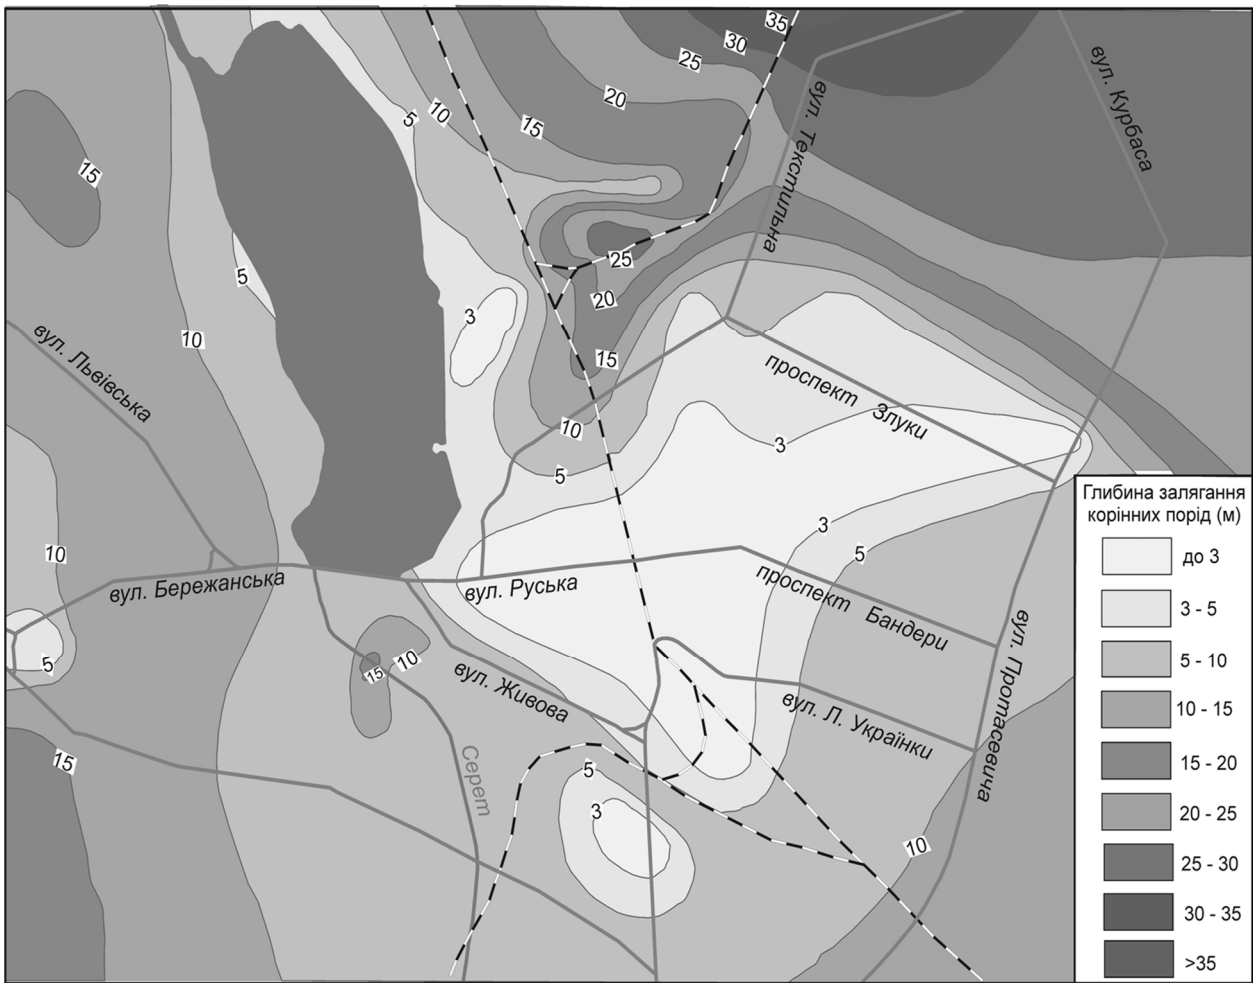 35
30
25
20
15
10
5
15
5
10
3
25
20
15
10
5
3
3
5
10
5
10
15
15
5
3
10
вул. Текстильна
вул. Курбаса
вул. Львівська
проспект Злуки
вул. Бережанська
вул. Руська
проспект Бандери
вул. Живова
вул. Л. Українки
вул. Протасевича
Серет
Глибина залягання
корінних порід (м)
до 3
3 - 5
5 - 10
10 - 15
15 - 20
20 - 25
25 - 30
30 - 35
>35